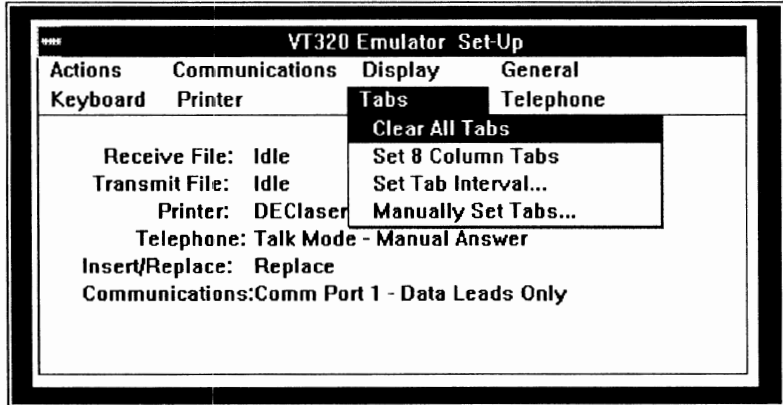 VT320 Emulator Set-Up
Actions Communications Display General
Keyboard Printer Tabs Telephone
Clear All Tabs
Receive File: Idle Set 8 Column Tabs
Transmit File: Idle Set Tab Interval...
Printer: DEClaser Manually Set Tabs...
Telephone: Talk Mode - Manual Answer
Insert/Replace: Replace
Communications:Comm Port 1 - Data Leads Only